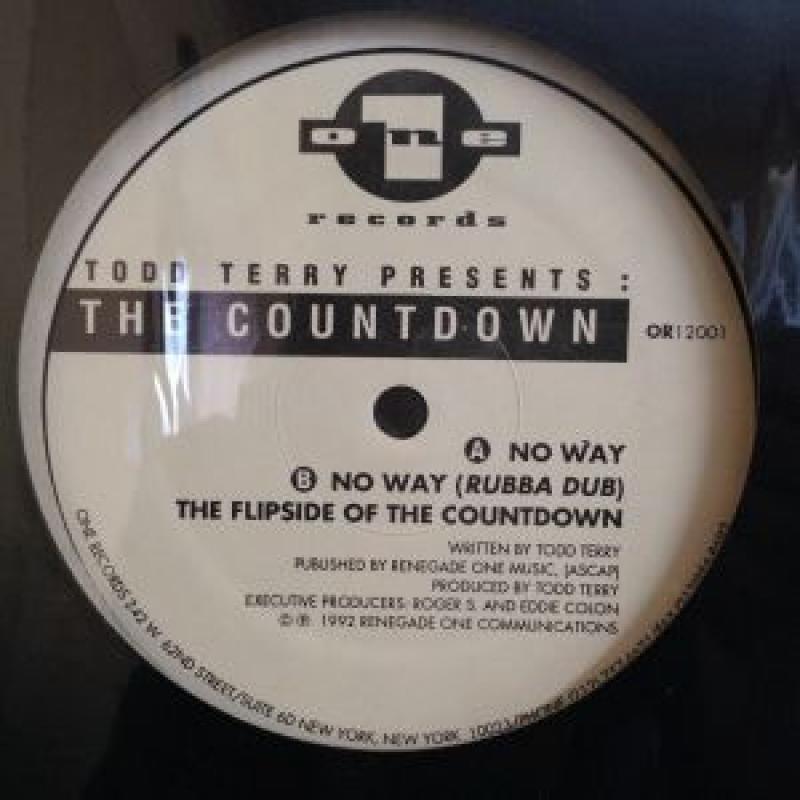 one
records
TODD TERRY PRESENTS :
THE COUNTDOWN
OR12001
A NO WAY
B NO WAY (RUBBA DUB)
THE FLIPSIDE OF THE COUNTDOWN
WRITTEN BY TODD TERRY
PUBLISHED BY RENEGADE ONE MUSIC, (ASCAP)
PRODUCED BY TODD TERRY
EXECUTIVE PRODUCERS: ROGER S. AND EDDIE COLON
© ℗ 1992 RENEGADE ONE COMMUNICATIONS
ONE RECORDS 242 W. 62ND STREET/SUITE 6D NEW YORK, NEW YORK 10023/PHONE